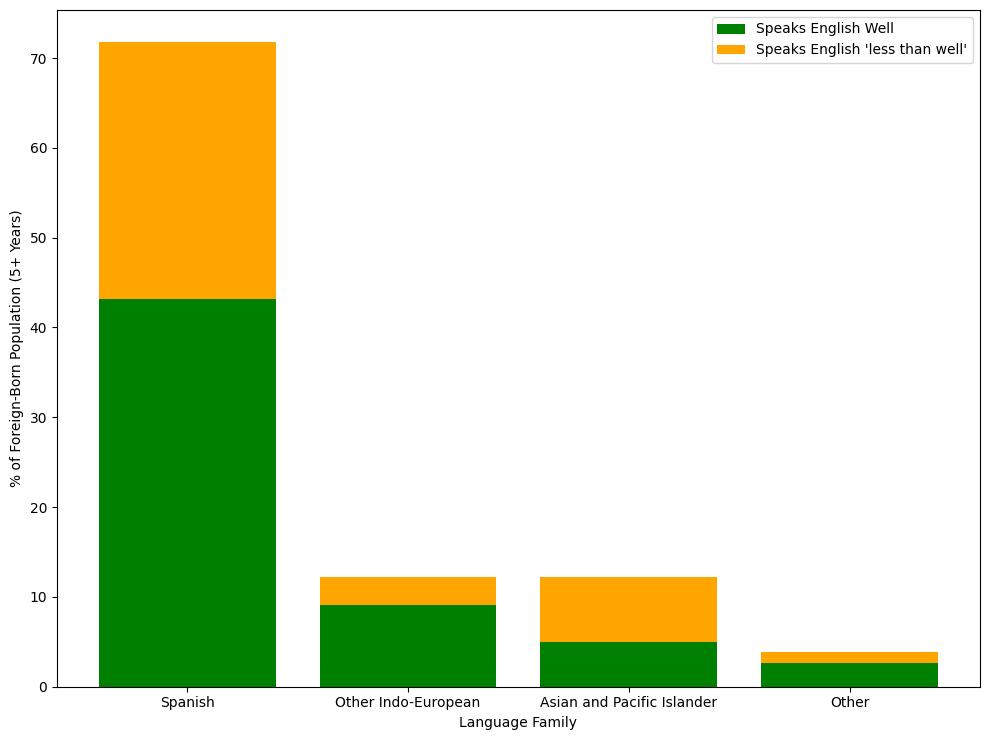 Speaks English Well
Speaks English 'less than well'
% of Foreign-Born Population (5+ Years)
70
60
50
40
30
20
10
0
Spanish
Other Indo-European
Asian and Pacific Islander
Other
Language Family